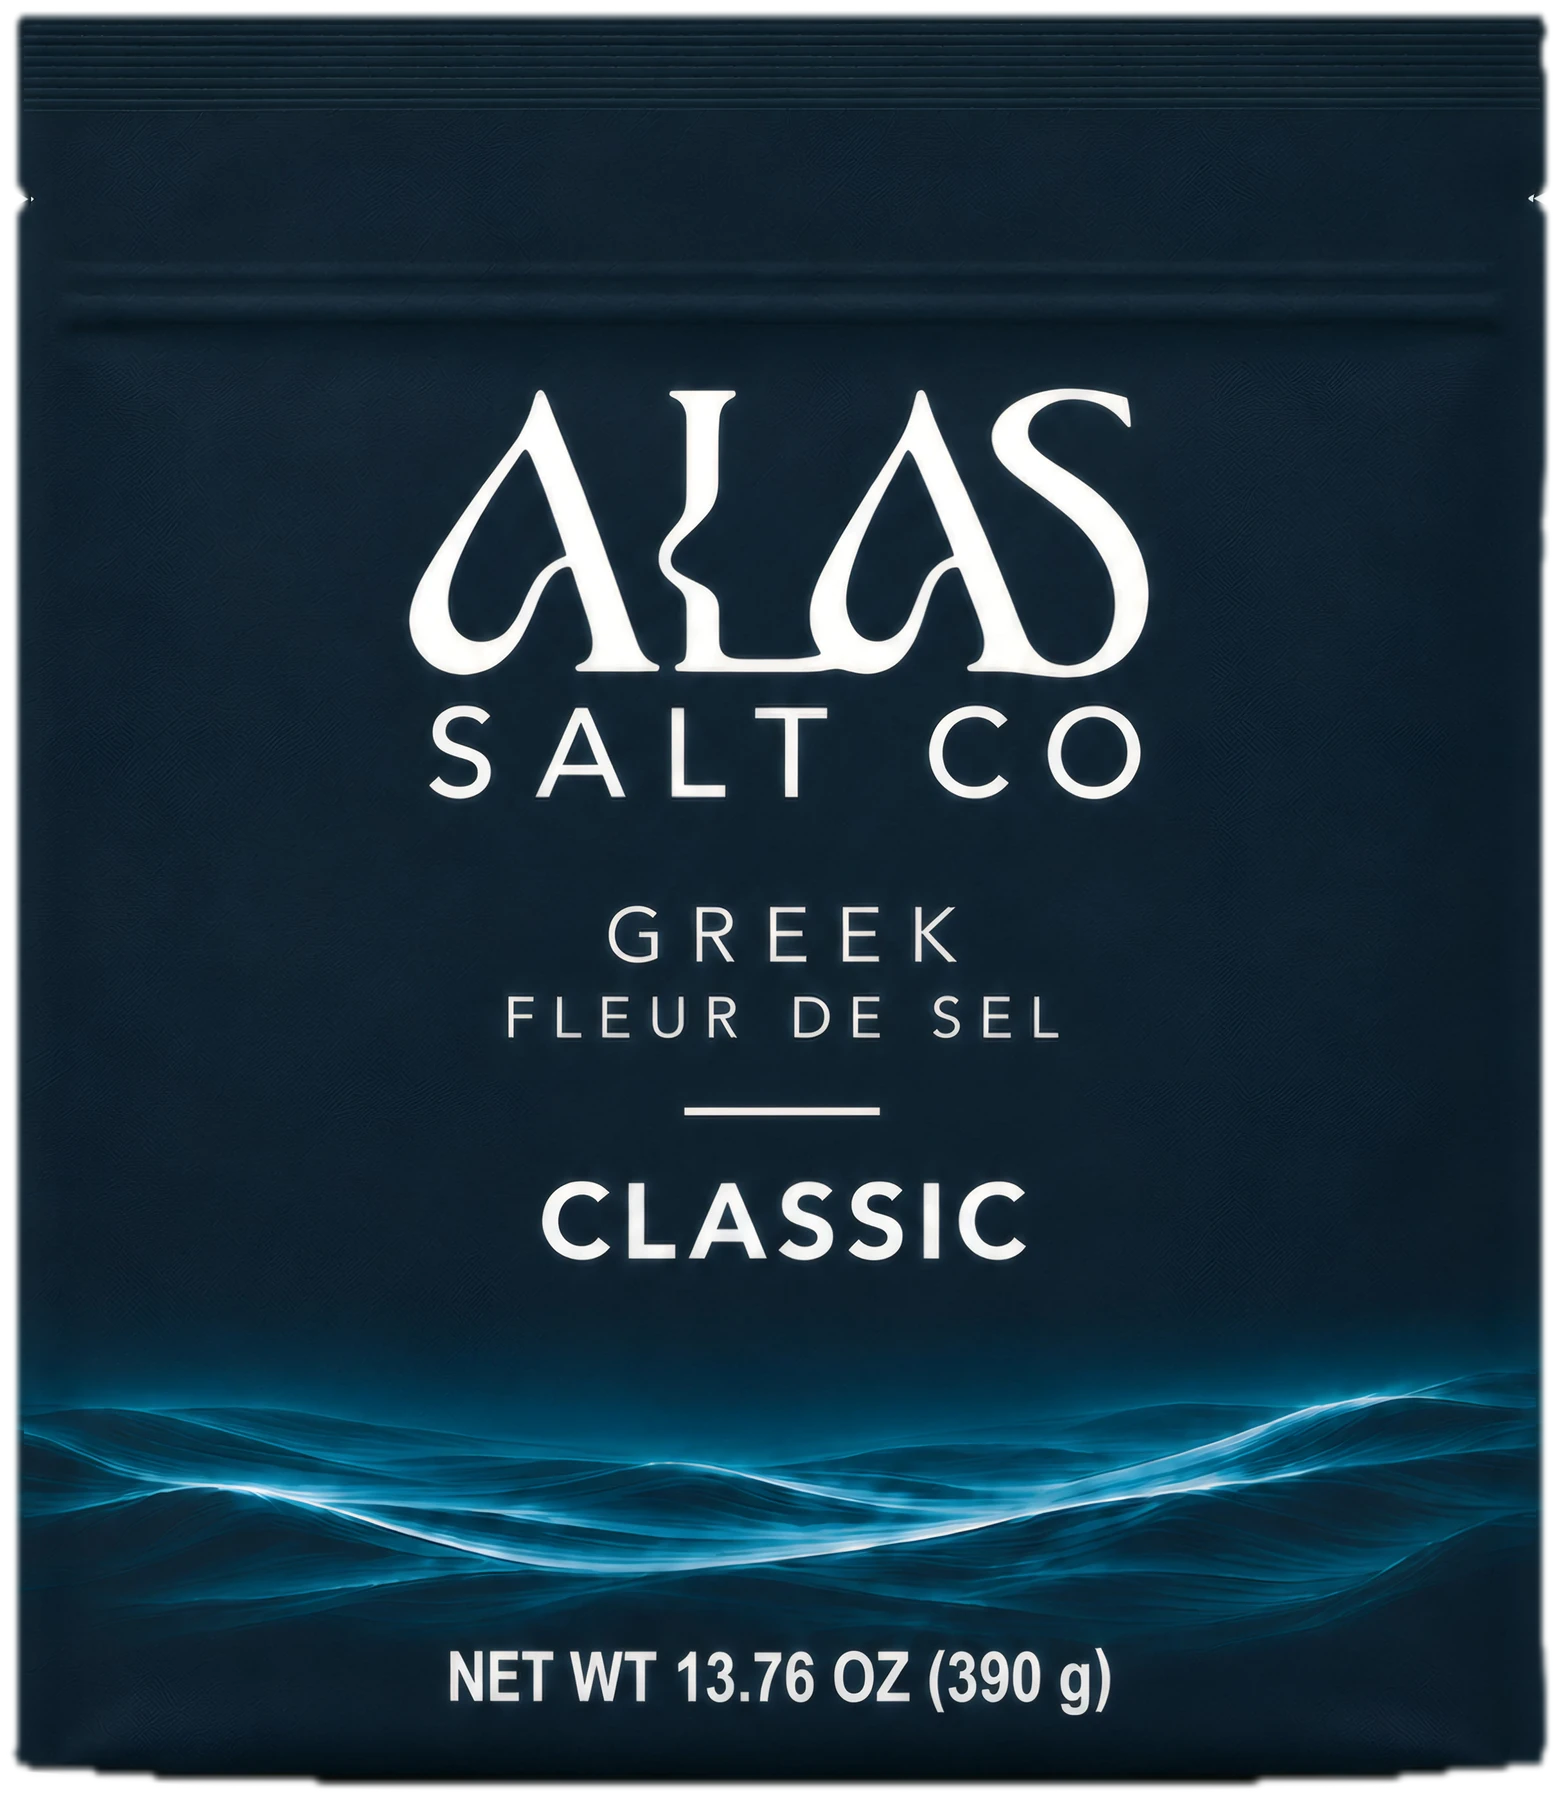 ALAS
SALT CO
GREEK
FLEUR DE SEL
CLASSIC
NET WT 13.76 OZ (390 g)